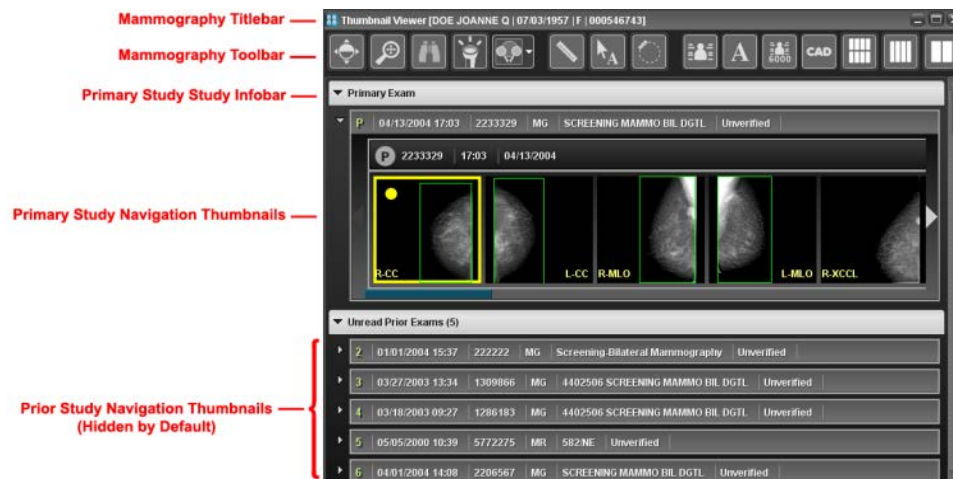 Mammography Titlebar
Thumbnail Viewer [DOE JOANNE Q | 07/03/1957 | F | 000546743]
Mammography Toolbar
A
A
6000
CAD
Primary Study Study Infobar
Primary Exam
P 04/13/2004 17:03 2233329 MG SCREENING MAMMO BIL DGTL Unverified
P 2233329 17:03 04/13/2004
Primary Study Navigation Thumbnails
R-CC L-CC R-MLO L-MLO R-XCCL
Unread Prior Exams (5)
2 01/01/2004 15:37 222222 MG Screening-Bilateral Mammography Unverified
3 03/27/2003 13:34 1309866 MG 4402506 SCREENING MAMMO BIL DGTL Unverified
Prior Study Navigation Thumbnails
(Hidden by Default)
4 03/18/2003 09:27 1286183 MG 4402506 SCREENING MAMMO BIL DGTL Unverified
5 05/05/2000 10:39 5772275 MR 582/NE Unverified
6 04/01/2004 14:08 2206567 MG SCREENING MAMMO BIL DGTL Unverified